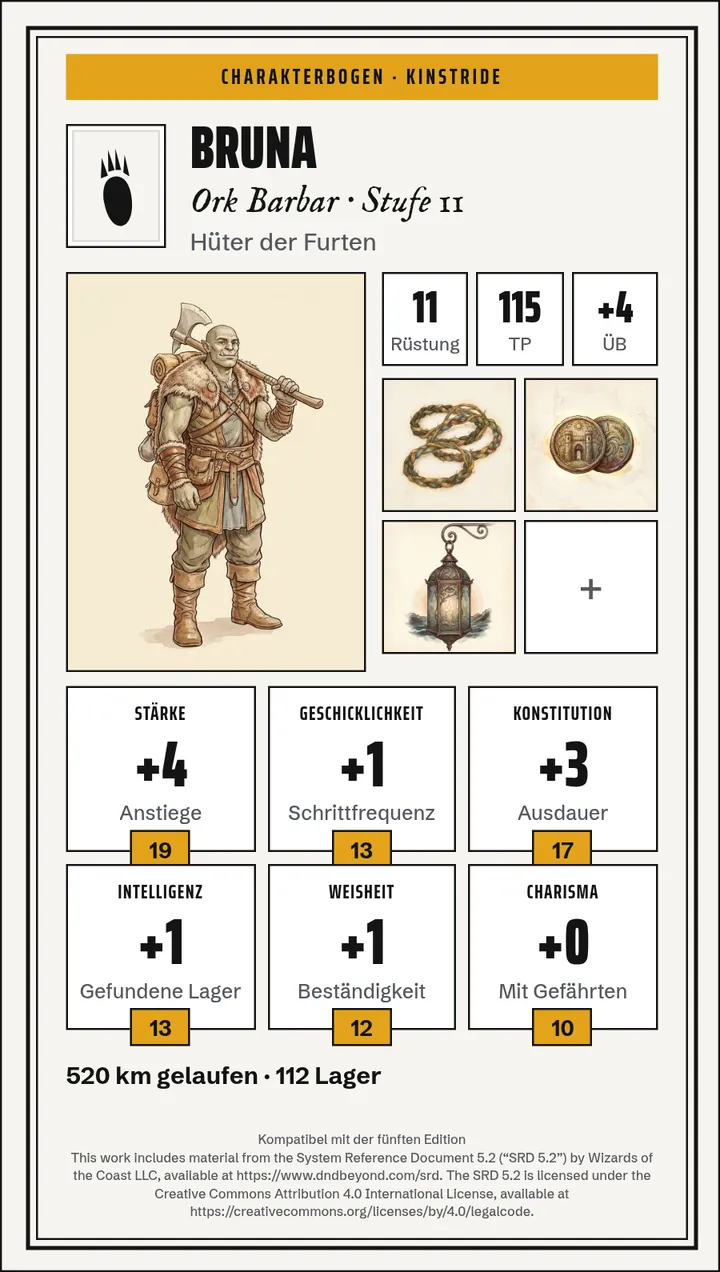 CHARAKTERBOGEN · KINSTRIDE
BRUNA
Ork Barbar · Stufe 11
Hüter der Furten
11
Rüstung
115
TP
+4
ÜB
+
STÄRKE
+4
Anstiege
19
GESCHICKLICHKEIT
+1
Schrittfrequenz
13
KONSTITUTION
+3
Ausdauer
17
INTELLIGENZ
+1
Gefundene Lager
13
WEISHEIT
+1
Beständigkeit
12
CHARISMA
+0
Mit Gefährten
10
520 km gelaufen · 112 Lager
Kompatibel mit der fünften Edition
This work includes material from the System Reference Document 5.2 (“SRD 5.2”) by Wizards of
the Coast LLC, available at https://www.dndbeyond.com/srd. The SRD 5.2 is licensed under the
Creative Commons Attribution 4.0 International License, available at
https://creativecommons.org/licenses/by/4.0/legalcode.